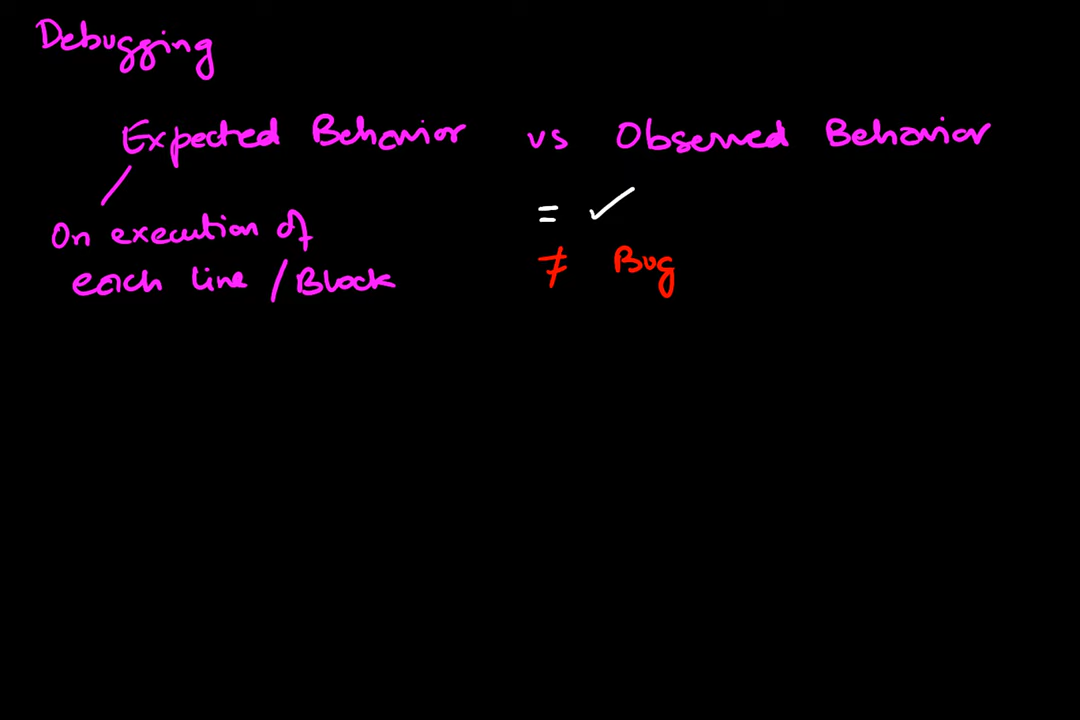 Debugging
Expected Behavior vs Observed Behavior
On execution of
each line / Block
= ✓
≠ Bug